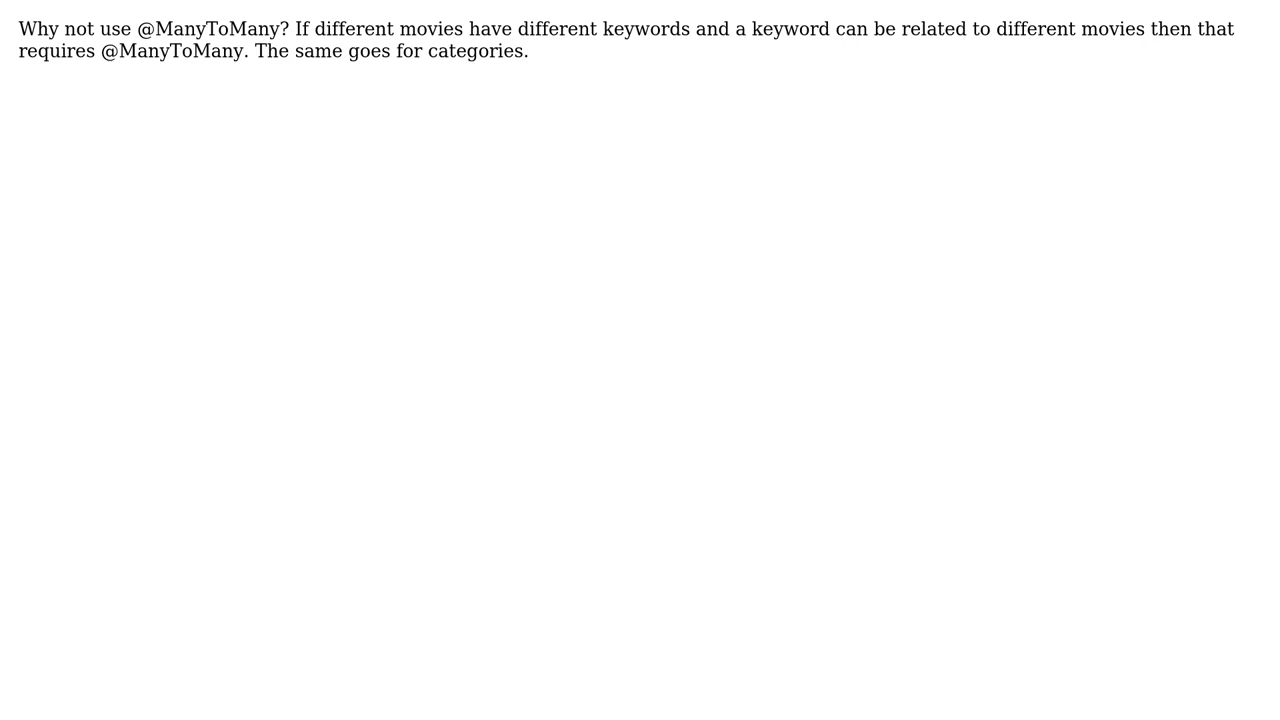 Why not use @ManyToMany? If different movies have different keywords and a keyword can be related to different movies then that
requires @ManyToMany. The same goes for categories.